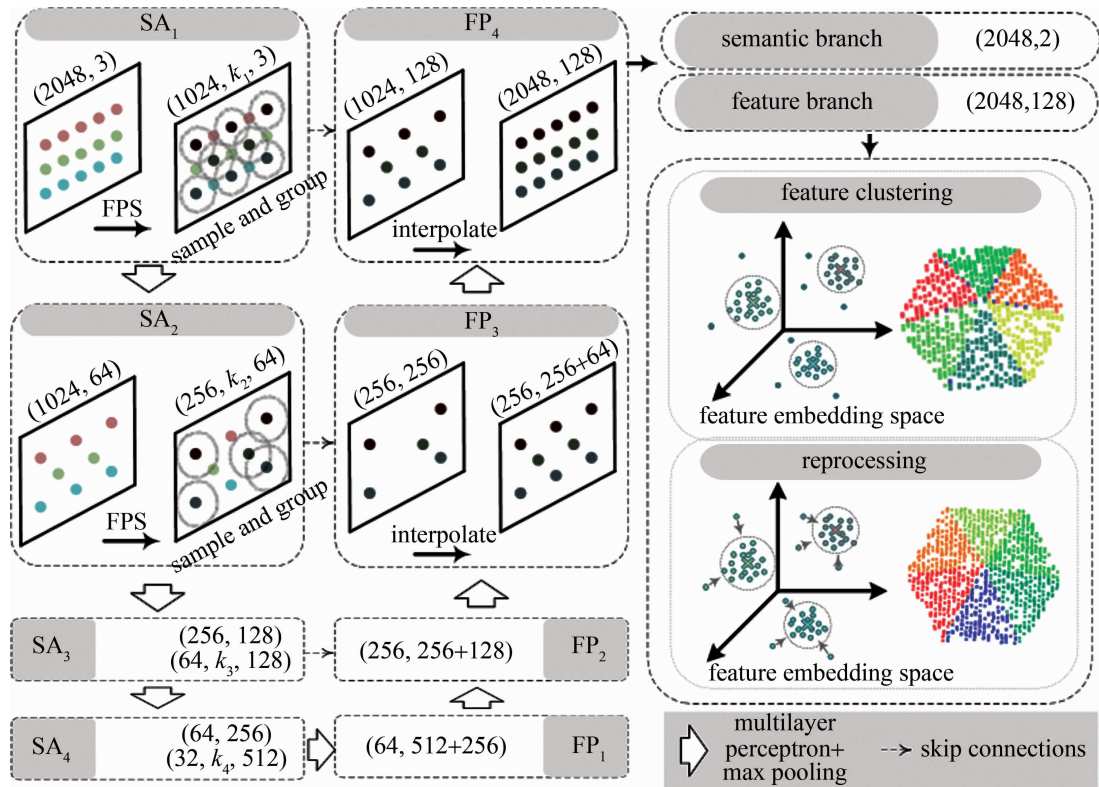 SA₁
(2048, 3)
(1024, k₁, 3)
FPS
sample and group
FP₄
(1024, 128)
(2048, 128)
interpolate
semantic branch
(2048,2)
feature branch
(2048,128)
SA₂
(1024, 64)
(256, k₂, 64)
FPS
sample and group
FP₃
(256, 256)
(256, 256+64)
interpolate
SA₃
(256, 128)
(64, k₃, 128)
(256, 256+128)
FP₂
SA₄
(64, 256)
(32, k₄, 512)
(64, 512+256)
FP₁
feature clustering
feature embedding space
reprocessing
feature embedding space
multilayer
perceptron+
max pooling
skip connections